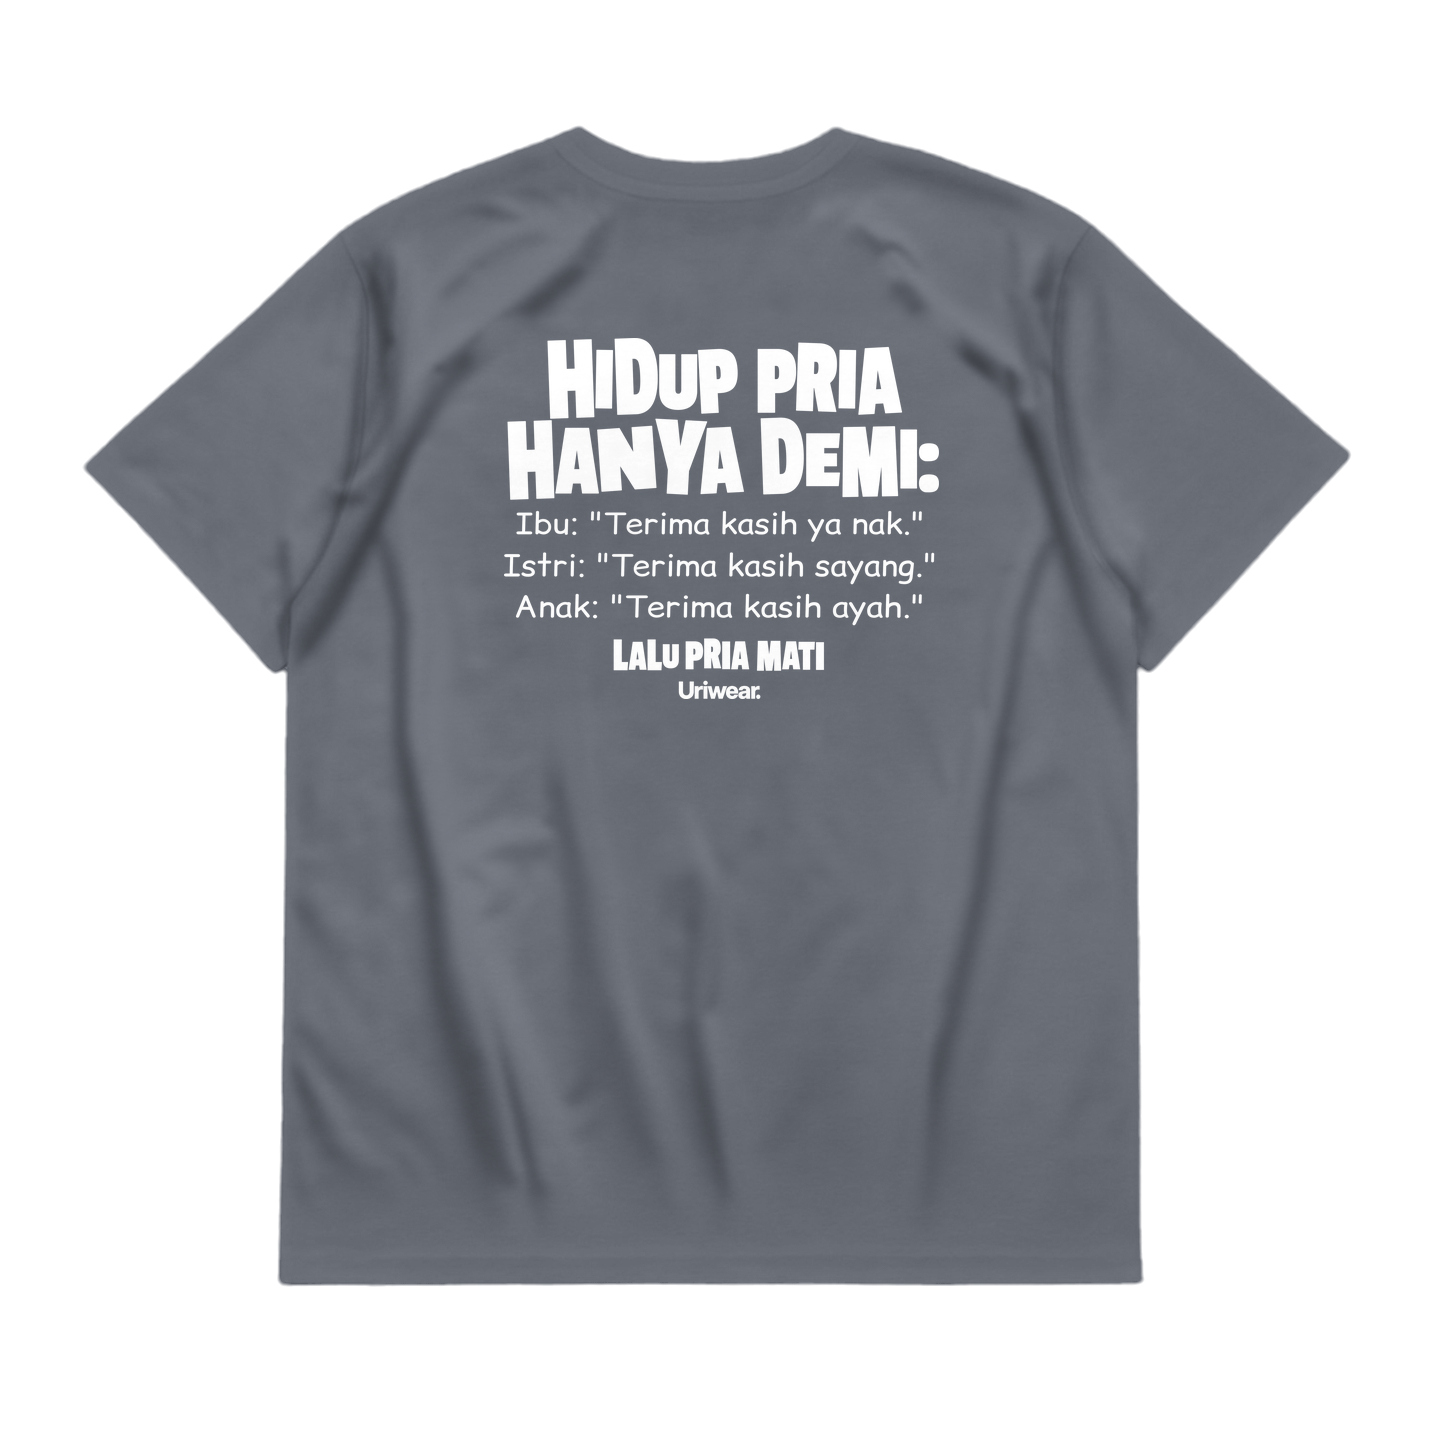 HIDUP PRIA
HANYA DEMI:
Ibu: "Terima kasih ya nak."
Istri: "Terima kasih sayang."
Anak: "Terima kasih ayah."
LALU PRIA MATI
Uriwear.